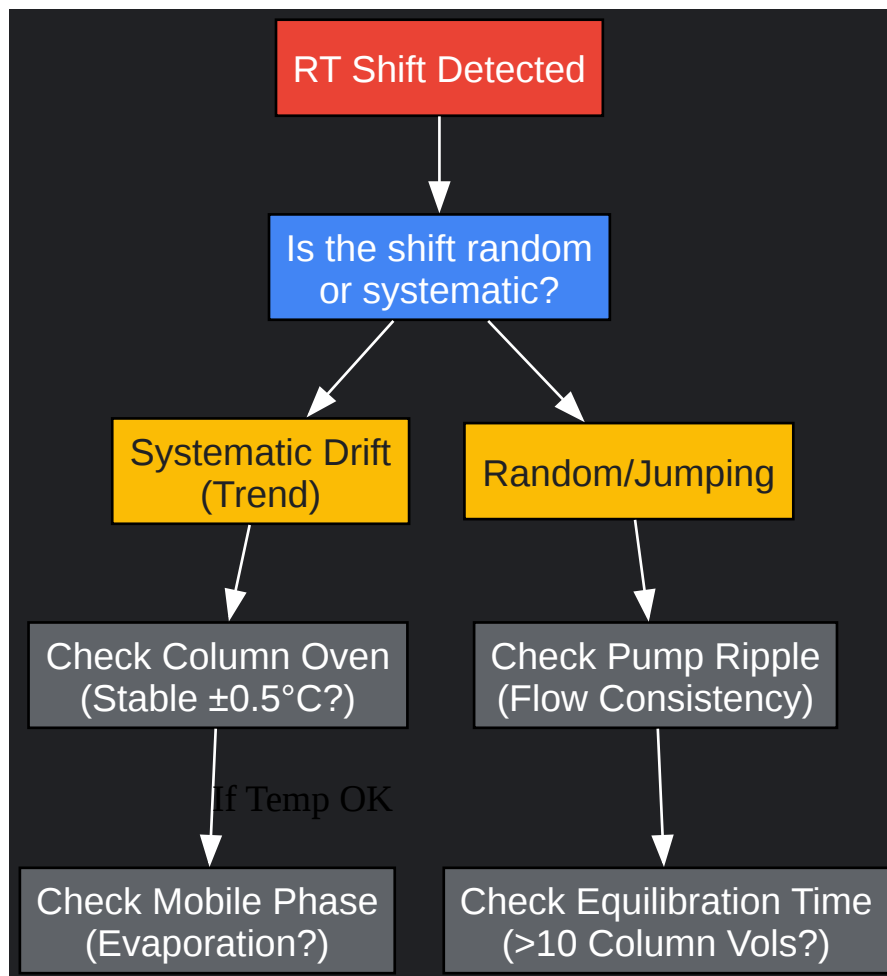 RT Shift Detected
Is the shift random
or systematic?
Systematic Drift
(Trend)
Random/Jumping
Check Column Oven
(Stable ±0.5°C?)
Check Pump Ripple
(Flow Consistency)
If Temp OK
Check Mobile Phase
(Evaporation?)
Check Equilibration Time
(>10 Column Vols?)